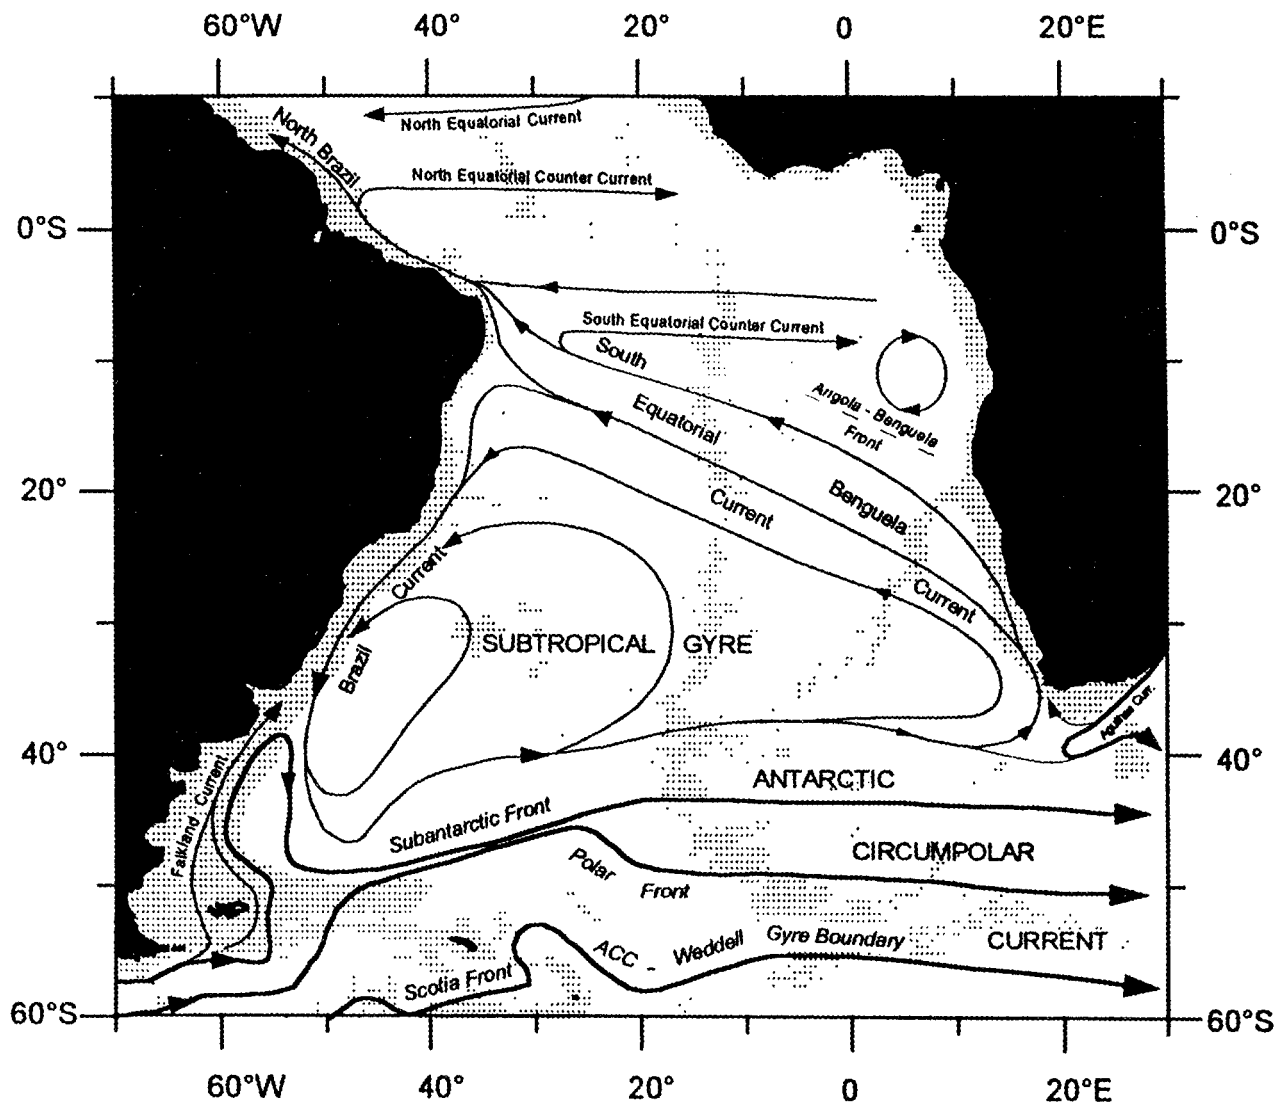 60°W 40° 20° 0 20°E
North Equatorial Current
North Brazil
North Equatorial Counter Current
0°S 0°S
South Equatorial Counter Current
South
Equatorial
Current
Angola - Benguela
Front
Benguela
Current
20° 20°
Current
Brazil
SUBTROPICAL GYRE
Agulhas Curr.
40° 40°
Falkland Current
ANTARCTIC
Subantarctic Front
CIRCUMPOLAR
Polar
Front
CURRENT
ACC - Weddell Gyre Boundary
Scotia Front
60°S 60°S
60°W 40° 20° 0 20°E